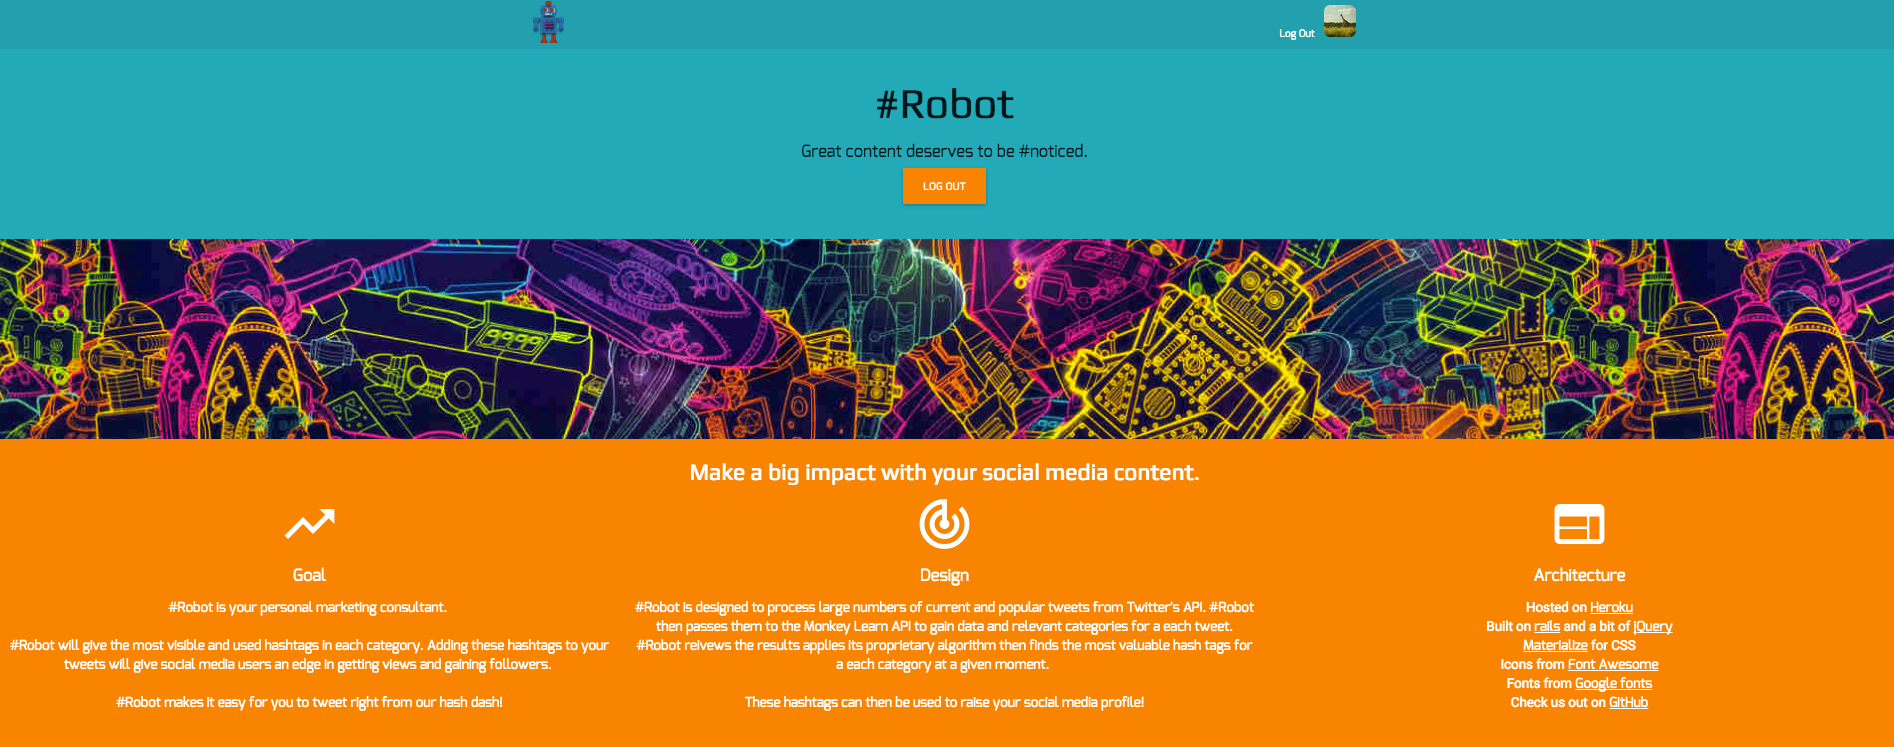 Log Out
#Robot
Great content deserves to be #noticed.
LOG OUT
Make a big impact with your social media content.
Goal
#Robot is your personal marketing consultant.
#Robot will give the most visible and used hashtags in each category. Adding these hashtags to your
tweets will give social media users an edge in getting views and gaining followers.
#Robot makes it easy for you to tweet right from our hash dash!
Design
#Robot is designed to process large numbers of current and popular tweets from Twitter's API. #Robot
then passes them to the Monkey Learn API to gain data and relevant categories for a each tweet.
#Robot reivews the results applies its proprietary algorithm then finds the most valuable hash tags for
a each category at a given moment.
These hashtags can then be used to raise your social media profile!
Architecture
Hosted on Heroku
Built on rails and a bit of jQuery
Materialize for CSS
Icons from Font Awesome
Fonts from Google fonts
Check us out on GitHub